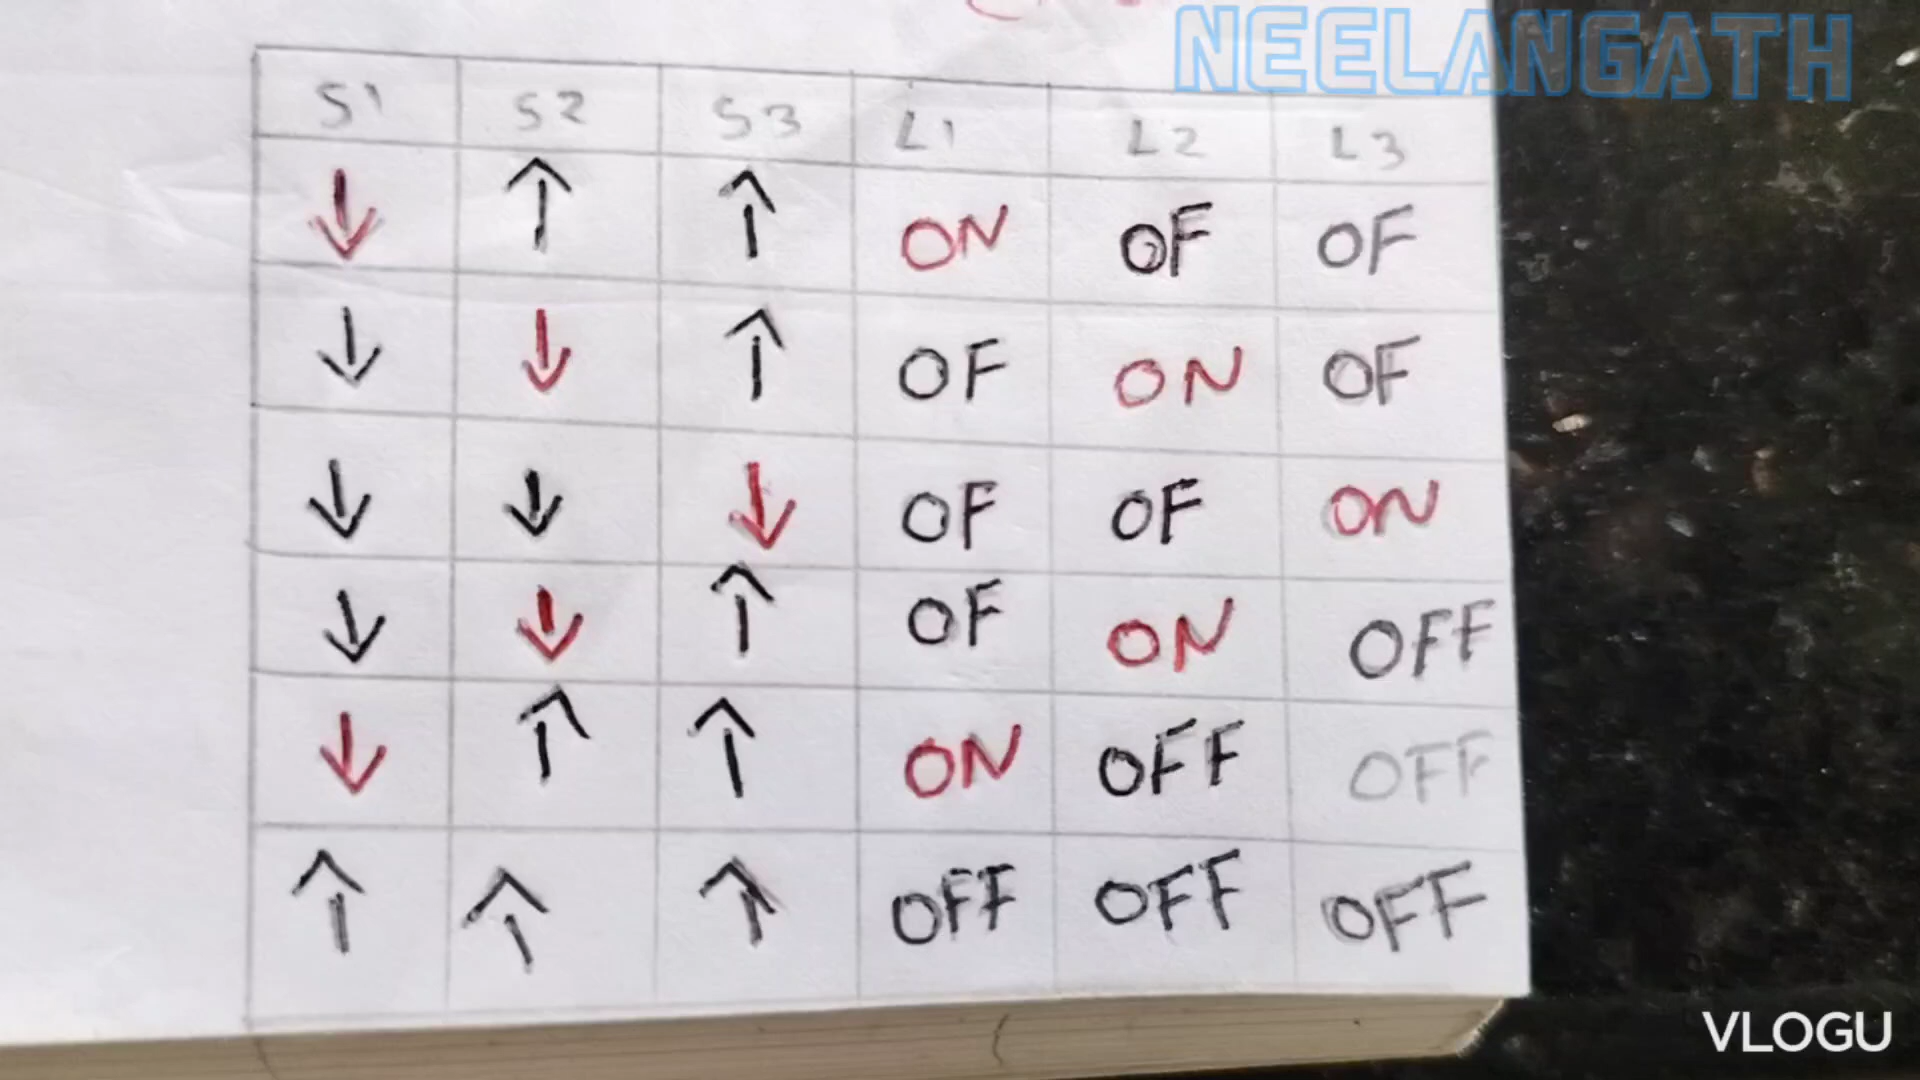 NEELANGATH
S1 S2 S3 L1 L2 L3
↓ ↑ ↑ ON OF OF
↓ ↓ ↑ OF ON OF
↓ ↓ ↓ OF OF ON
↓ ↓ ↑ OF ON OFF
↓ ↑ ↑ ON OFF OFF
↑ ↑ ↑ OFF OFF OFF
VLOGU